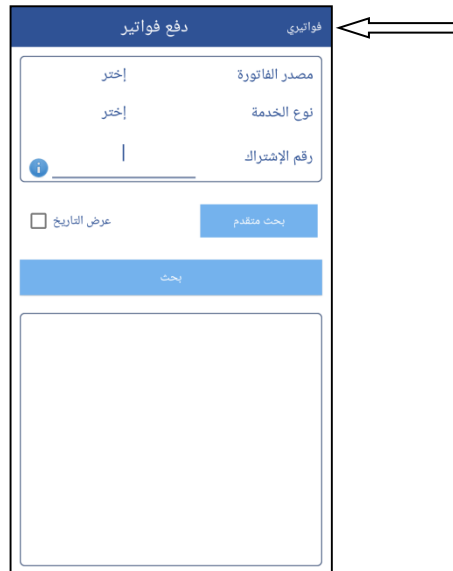 فواتيري
دفع فواتير
مصدر الفاتورة
إختر
نوع الخدمة
إختر
رقم الإشتراك
بحث متقدم
عرض التاريخ
بحث